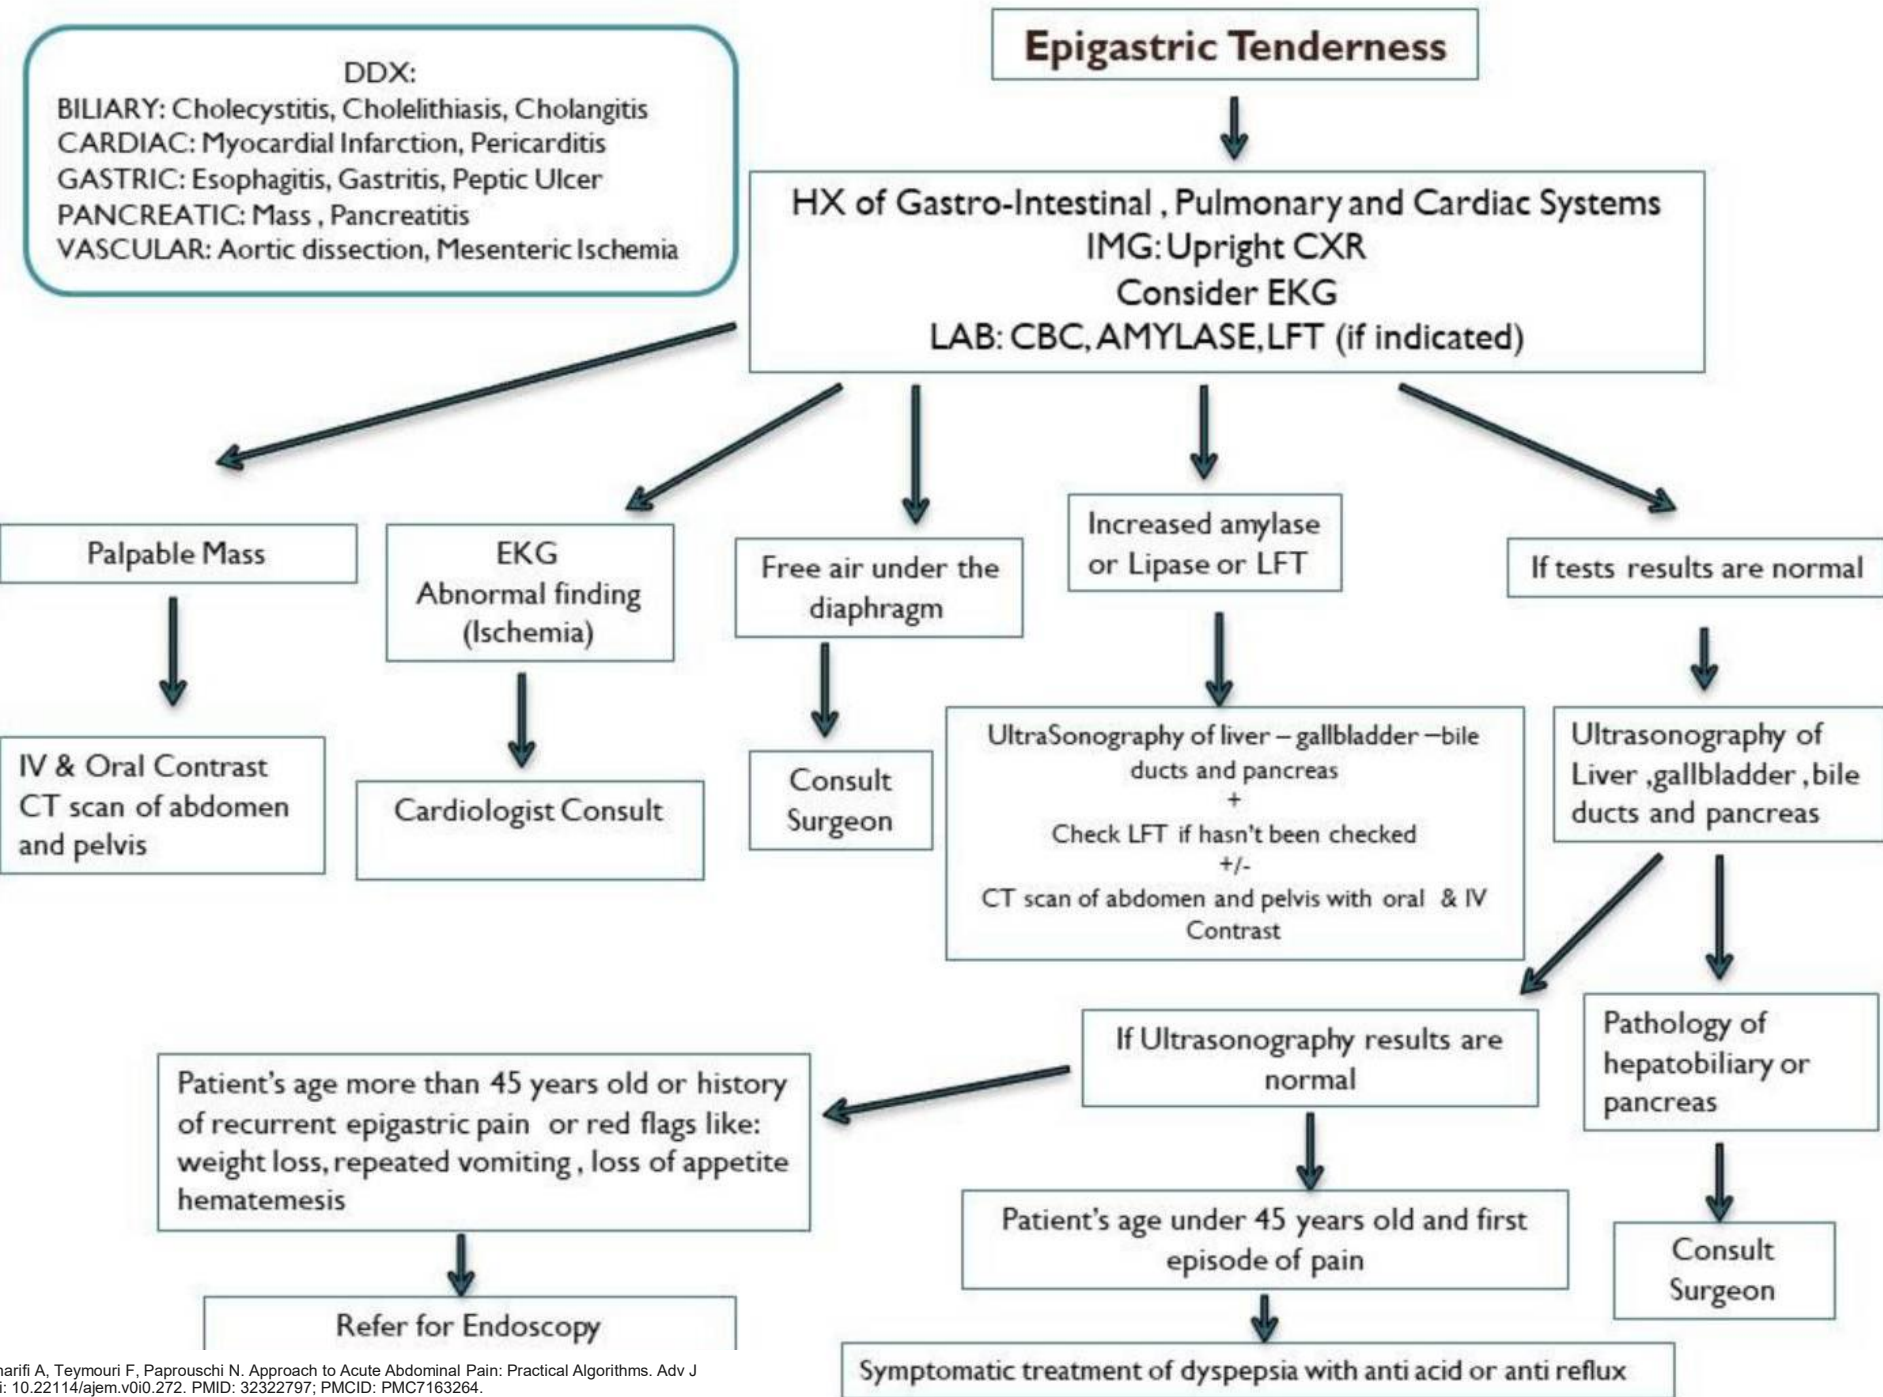 Epigastric Tenderness
DDX:
BILIARY: Cholecystitis, Cholelithiasis, Cholangitis
CARDIAC: Myocardial Infarction, Pericarditis
GASTRIC: Esophagitis, Gastritis, Peptic Ulcer
PANCREATIC: Mass , Pancreatitis
VASCULAR: Aortic dissection, Mesenteric Ischemia
HX of Gastro-Intestinal , Pulmonary and Cardiac Systems
IMG: Upright CXR
Consider EKG
LAB: CBC, AMYLASE, LFT (if indicated)
Palpable Mass
EKG
Abnormal finding
(Ischemia)
Free air under the
diaphragm
Increased amylase
or Lipase or LFT
If tests results are normal
IV & Oral Contrast
CT scan of abdomen
and pelvis
Cardiologist Consult
Consult
Surgeon
UltraSonography of liver – gallbladder –bile
ducts and pancreas
+
Check LFT if hasn't been checked
+/-
CT scan of abdomen and pelvis with oral & IV
Contrast
Ultrasonography of
Liver ,gallbladder , bile
ducts and pancreas
If Ultrasonography results are
normal
Pathology of
hepatobiliary or
pancreas
Patient's age more than 45 years old or history
of recurrent epigastric pain or red flags like:
weight loss, repeated vomiting , loss of appetite
hematemesis
Patient's age under 45 years old and first
episode of pain
Consult
Surgeon
Refer for Endoscopy
Symptomatic treatment of dyspepsia with anti acid or anti reflux
A, Teymouri F, Paprouschi N. Approach to Acute Abdominal Pain: Practical Algorithms. Adv J
10.22114/ajem.v0i0.272. PMID: 32322797; PMCID: PMC7163264.